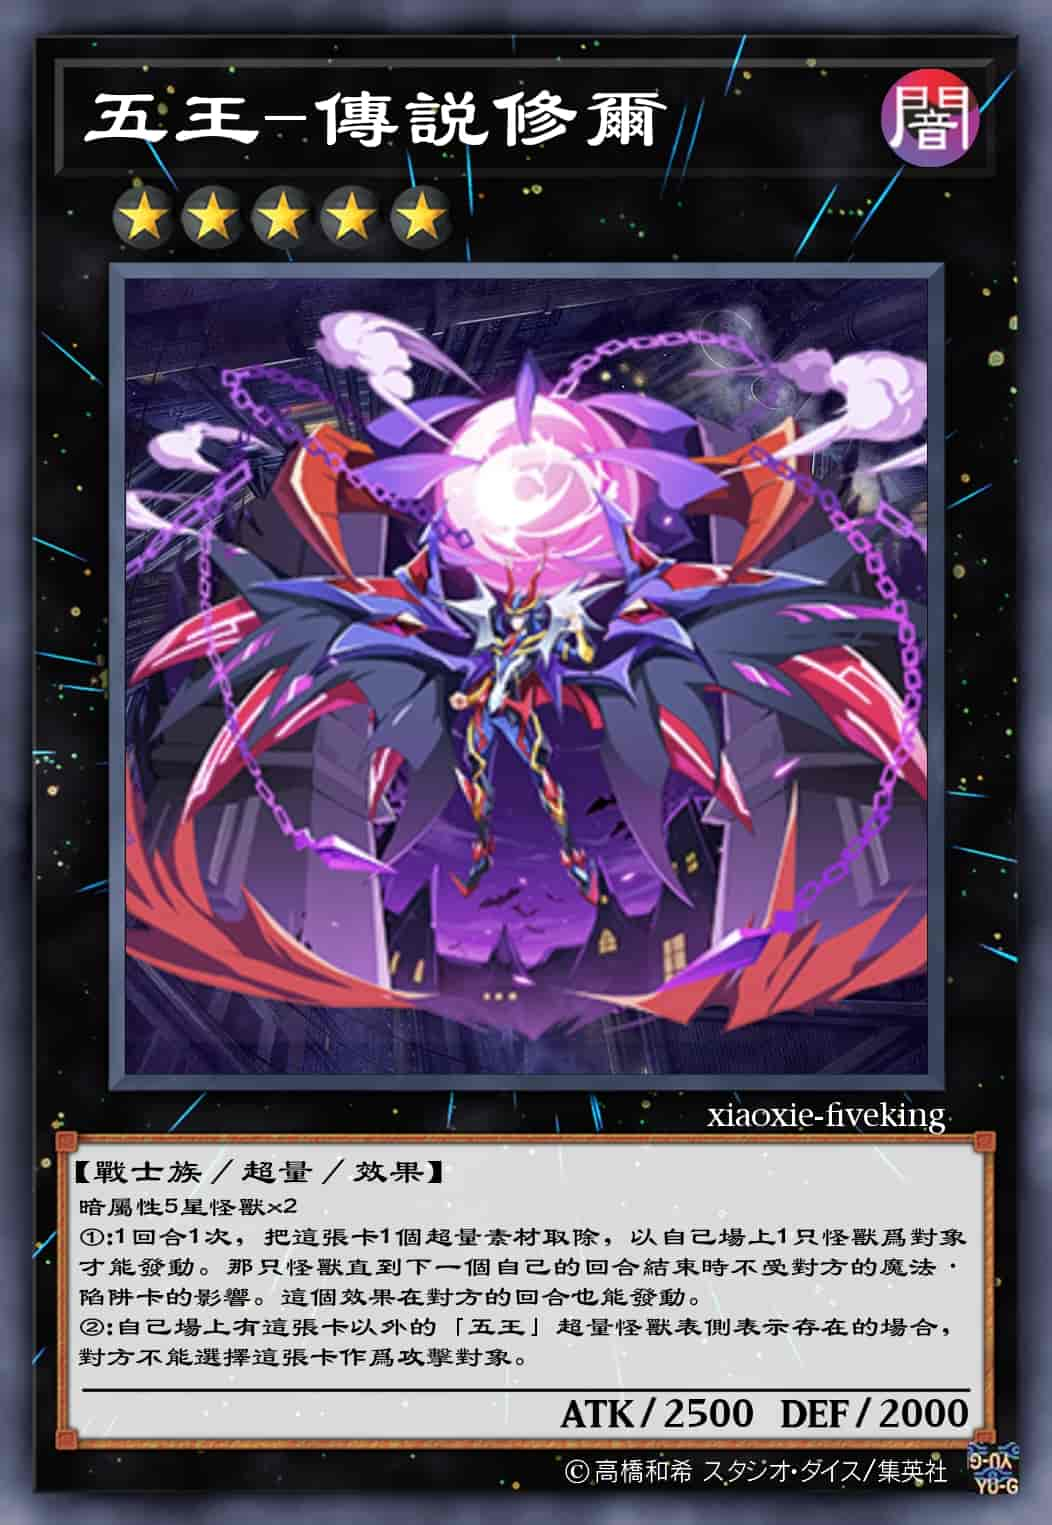 五王-傳説修爾
闇
xiaoxie-fiveking
【戰士族／超量／效果】
暗屬性5星怪獸×2
①:1回合1次，把這張卡1個超量素材取除，以自己場上1只怪獸爲對象
才能發動。那只怪獸直到下一個自己的回合結束時不受對方的魔法·
陷阱卡的影響。這個效果在對方的回合也能發動。
②:自己場上有這張卡以外的「五王」超量怪獸表側表示存在的場合，
對方不能選擇這張卡作爲攻擊對象。
ATK/2500 DEF/2000
©高橋和希 スタジオ・ダイス/集英社
YU-G
YU-G